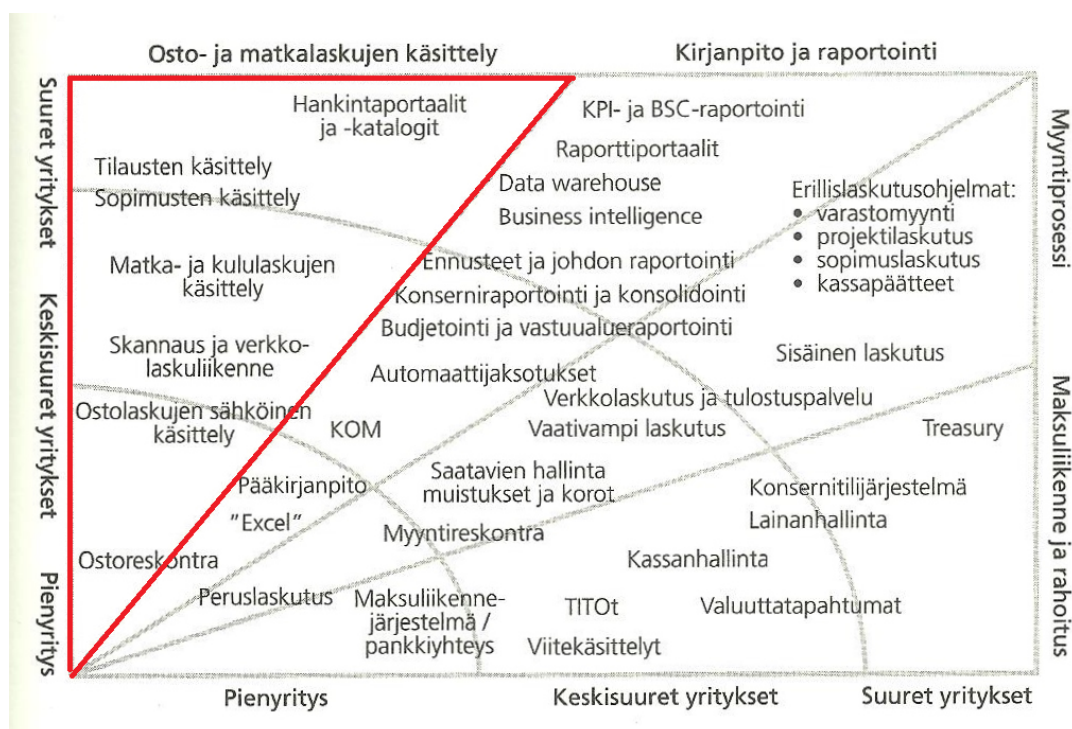 Osto- ja matkalaskujen käsittely
Kirjanpito ja raportointi
Suuret yritykset
Keskisuuret yritykset
Pienyritys
Hankintaportaalit
ja -katalogit
Tilausten käsittely
Sopimusten käsittely
Matka- ja kululaskujen
käsittely
Skannaus ja verkko-
laskuliikenne
Ostolaskujen sähköinen
käsittely
Ostoreskontra
KPI- ja BSC-raportointi
Raporttiportaalit
Data warehouse
Business intelligence
Ennusteet ja johdon raportointi
Konserniraportointi ja konsolidointi
Budjetointi ja vastuualueraportointi
Automaattijaksotukset
KOM
Pääkirjanpito
”Excel”
Erillislaskutusohjelmat:
• varastomyynti
• projektilaskutus
• sopimuslaskutus
• kassapäätteet
Sisäinen laskutus
Verkkolaskutus ja tulostuspalvelu
Vaativampi laskutus
Saatavien hallinta
muistukset ja korot
Myyntireskontra
Peruslaskutus
Treasury
Konsernitilijärjestelmä
Lainanhallinta
Kassanhallinta
Maksuliikenne-
järjestelmä /
pankkiyhteys
TITOt
Valuuttatapahtumat
Viitekäsittelyt
Myyntiprosessi
Maksuliikenne ja rahoitus
Pienyritys
Keskisuuret yritykset
Suuret yritykset